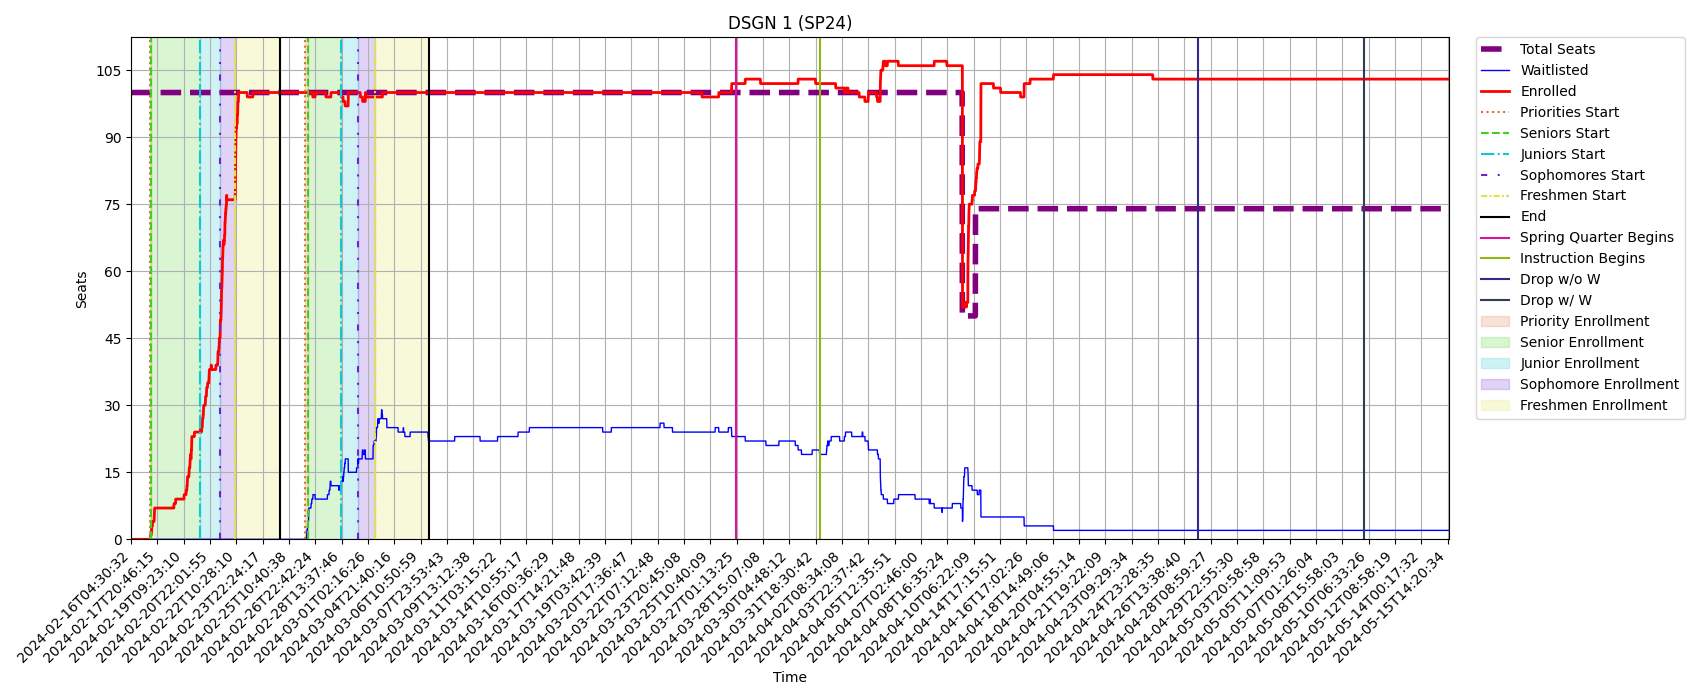 DSGN 1 (SP24)
105
90
75
60
45
30
15
0
Seats
2024-02-16T04:30:32
2024-02-17T20:46:15
2024-02-19T09:23:10
2024-02-20T22:01:55
2024-02-22T10:28:10
2024-02-23T22:24:17
2024-02-25T10:40:38
2024-02-26T22:42:24
2024-02-28T13:37:46
2024-03-01T02:16:26
2024-03-04T21:40:16
2024-03-06T10:50:59
2024-03-07T23:53:43
2024-03-09T13:12:38
2024-03-11T03:15:22
2024-03-14T10:55:17
2024-03-16T00:36:29
2024-03-17T14:21:48
2024-03-19T03:42:39
2024-03-20T17:36:47
2024-03-22T07:12:48
2024-03-23T20:45:08
2024-03-25T10:40:09
2024-03-27T01:13:25
2024-03-28T15:07:08
2024-03-30T04:48:12
2024-03-31T18:30:42
2024-04-02T08:34:08
2024-04-03T22:37:42
2024-04-05T12:35:51
2024-04-07T02:46:00
2024-04-08T16:35:24
2024-04-10T06:22:09
2024-04-14T17:15:51
2024-04-16T17:02:26
2024-04-18T14:49:06
2024-04-20T04:55:14
2024-04-21T19:22:09
2024-04-23T09:29:34
2024-04-24T23:28:35
2024-04-26T13:38:40
2024-04-28T08:59:27
2024-04-29T22:55:30
2024-05-03T20:58:58
2024-05-05T11:09:53
2024-05-07T01:26:04
2024-05-08T15:58:03
2024-05-10T06:33:26
2024-05-12T08:58:19
2024-05-14T00:17:32
2024-05-15T14:20:34
Time
Total Seats
Waitlisted
Enrolled
Priorities Start
Seniors Start
Juniors Start
Sophomores Start
Freshmen Start
End
Spring Quarter Begins
Instruction Begins
Drop w/o W
Drop w/ W
Priority Enrollment
Senior Enrollment
Junior Enrollment
Sophomore Enrollment
Freshmen Enrollment